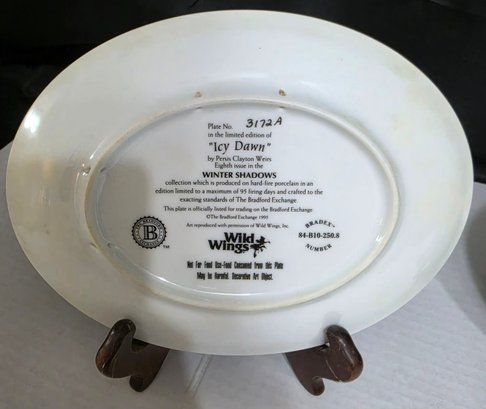 Plate No. 3172A
in the limited edition of
"Icy Dawn"
by Persis Clayton Weirs
Eighth issue in the
WINTER SHADOWS
collection which is produced on hard-fire porcelain in an
edition limited to a maximum of 95 firing days and crafted to the
exacting standards of The Bradford Exchange
This plate is officially listed for trading on the Bradford Exchange
©The Bradford Exchange 1995
Art reproduced with permission of Wild Wings, Inc.
B
TM
Wild
Wings
BRADEX
84-B10-250.8
NUMBER
Not For Food Use-Food Consumed from this Plate
May be Harmful. Decorative Art Object.